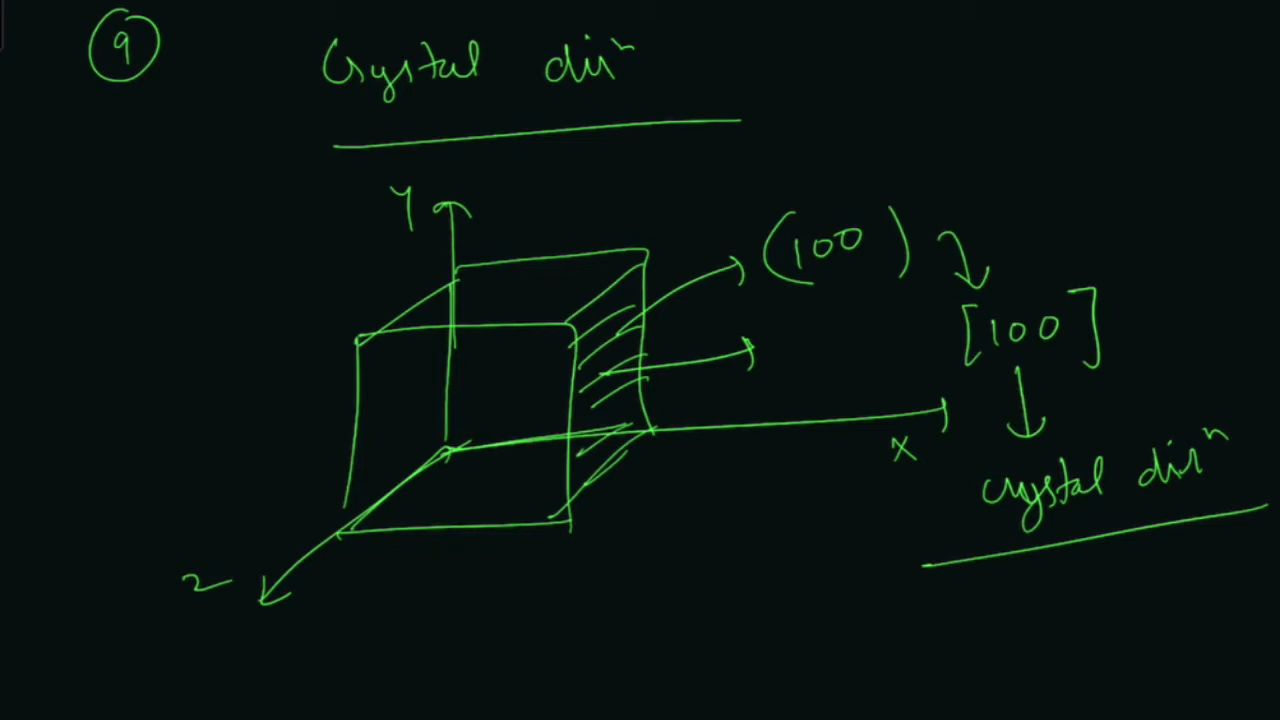 9
Crystal dirⁿ
Y
(100)
[100]
X
crystal dirⁿ
Z